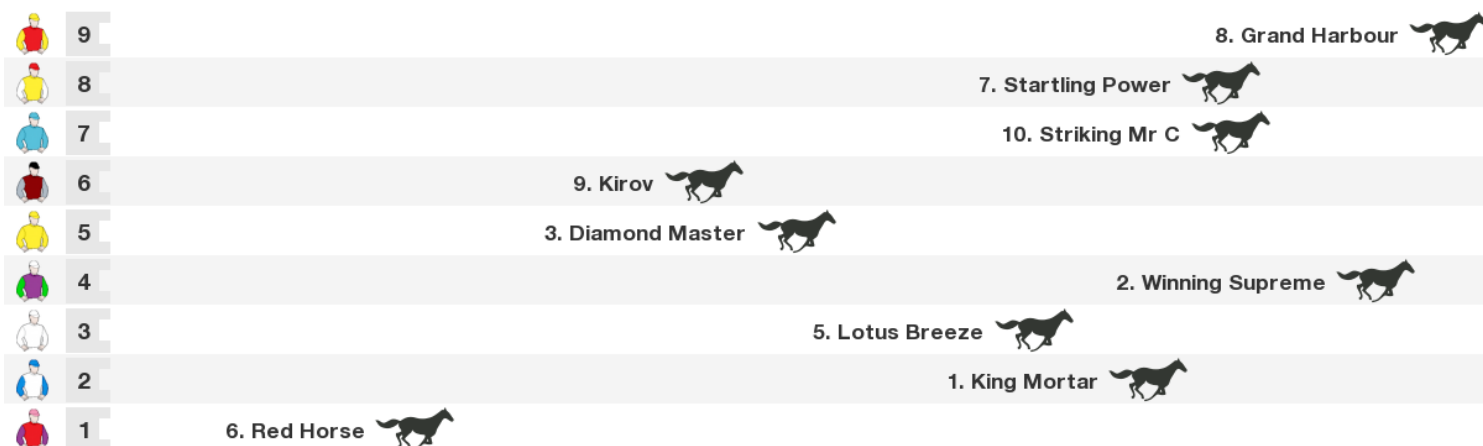 9 8. Grand Harbour
8 7. Startling Power
7 10. Striking Mr C
6 9. Kirov
5 3. Diamond Master
4 2. Winning Supreme
3 5. Lotus Breeze
2 1. King Mortar
1 6. Red Horse